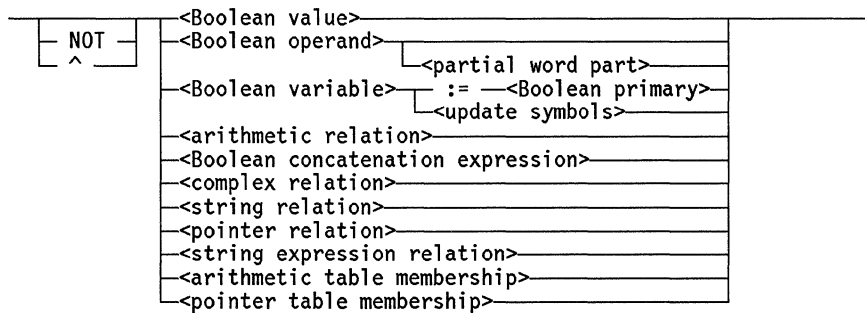 <Boolean value>
NOT <Boolean operand>
^ <partial word part>
<Boolean variable> := <Boolean primary>
<update symbols>
<arithmetic relation>
<Boolean concatenation expression>
<complex relation>
<string relation>
<pointer relation>
<string expression relation>
<arithmetic table membership>
<pointer table membership>